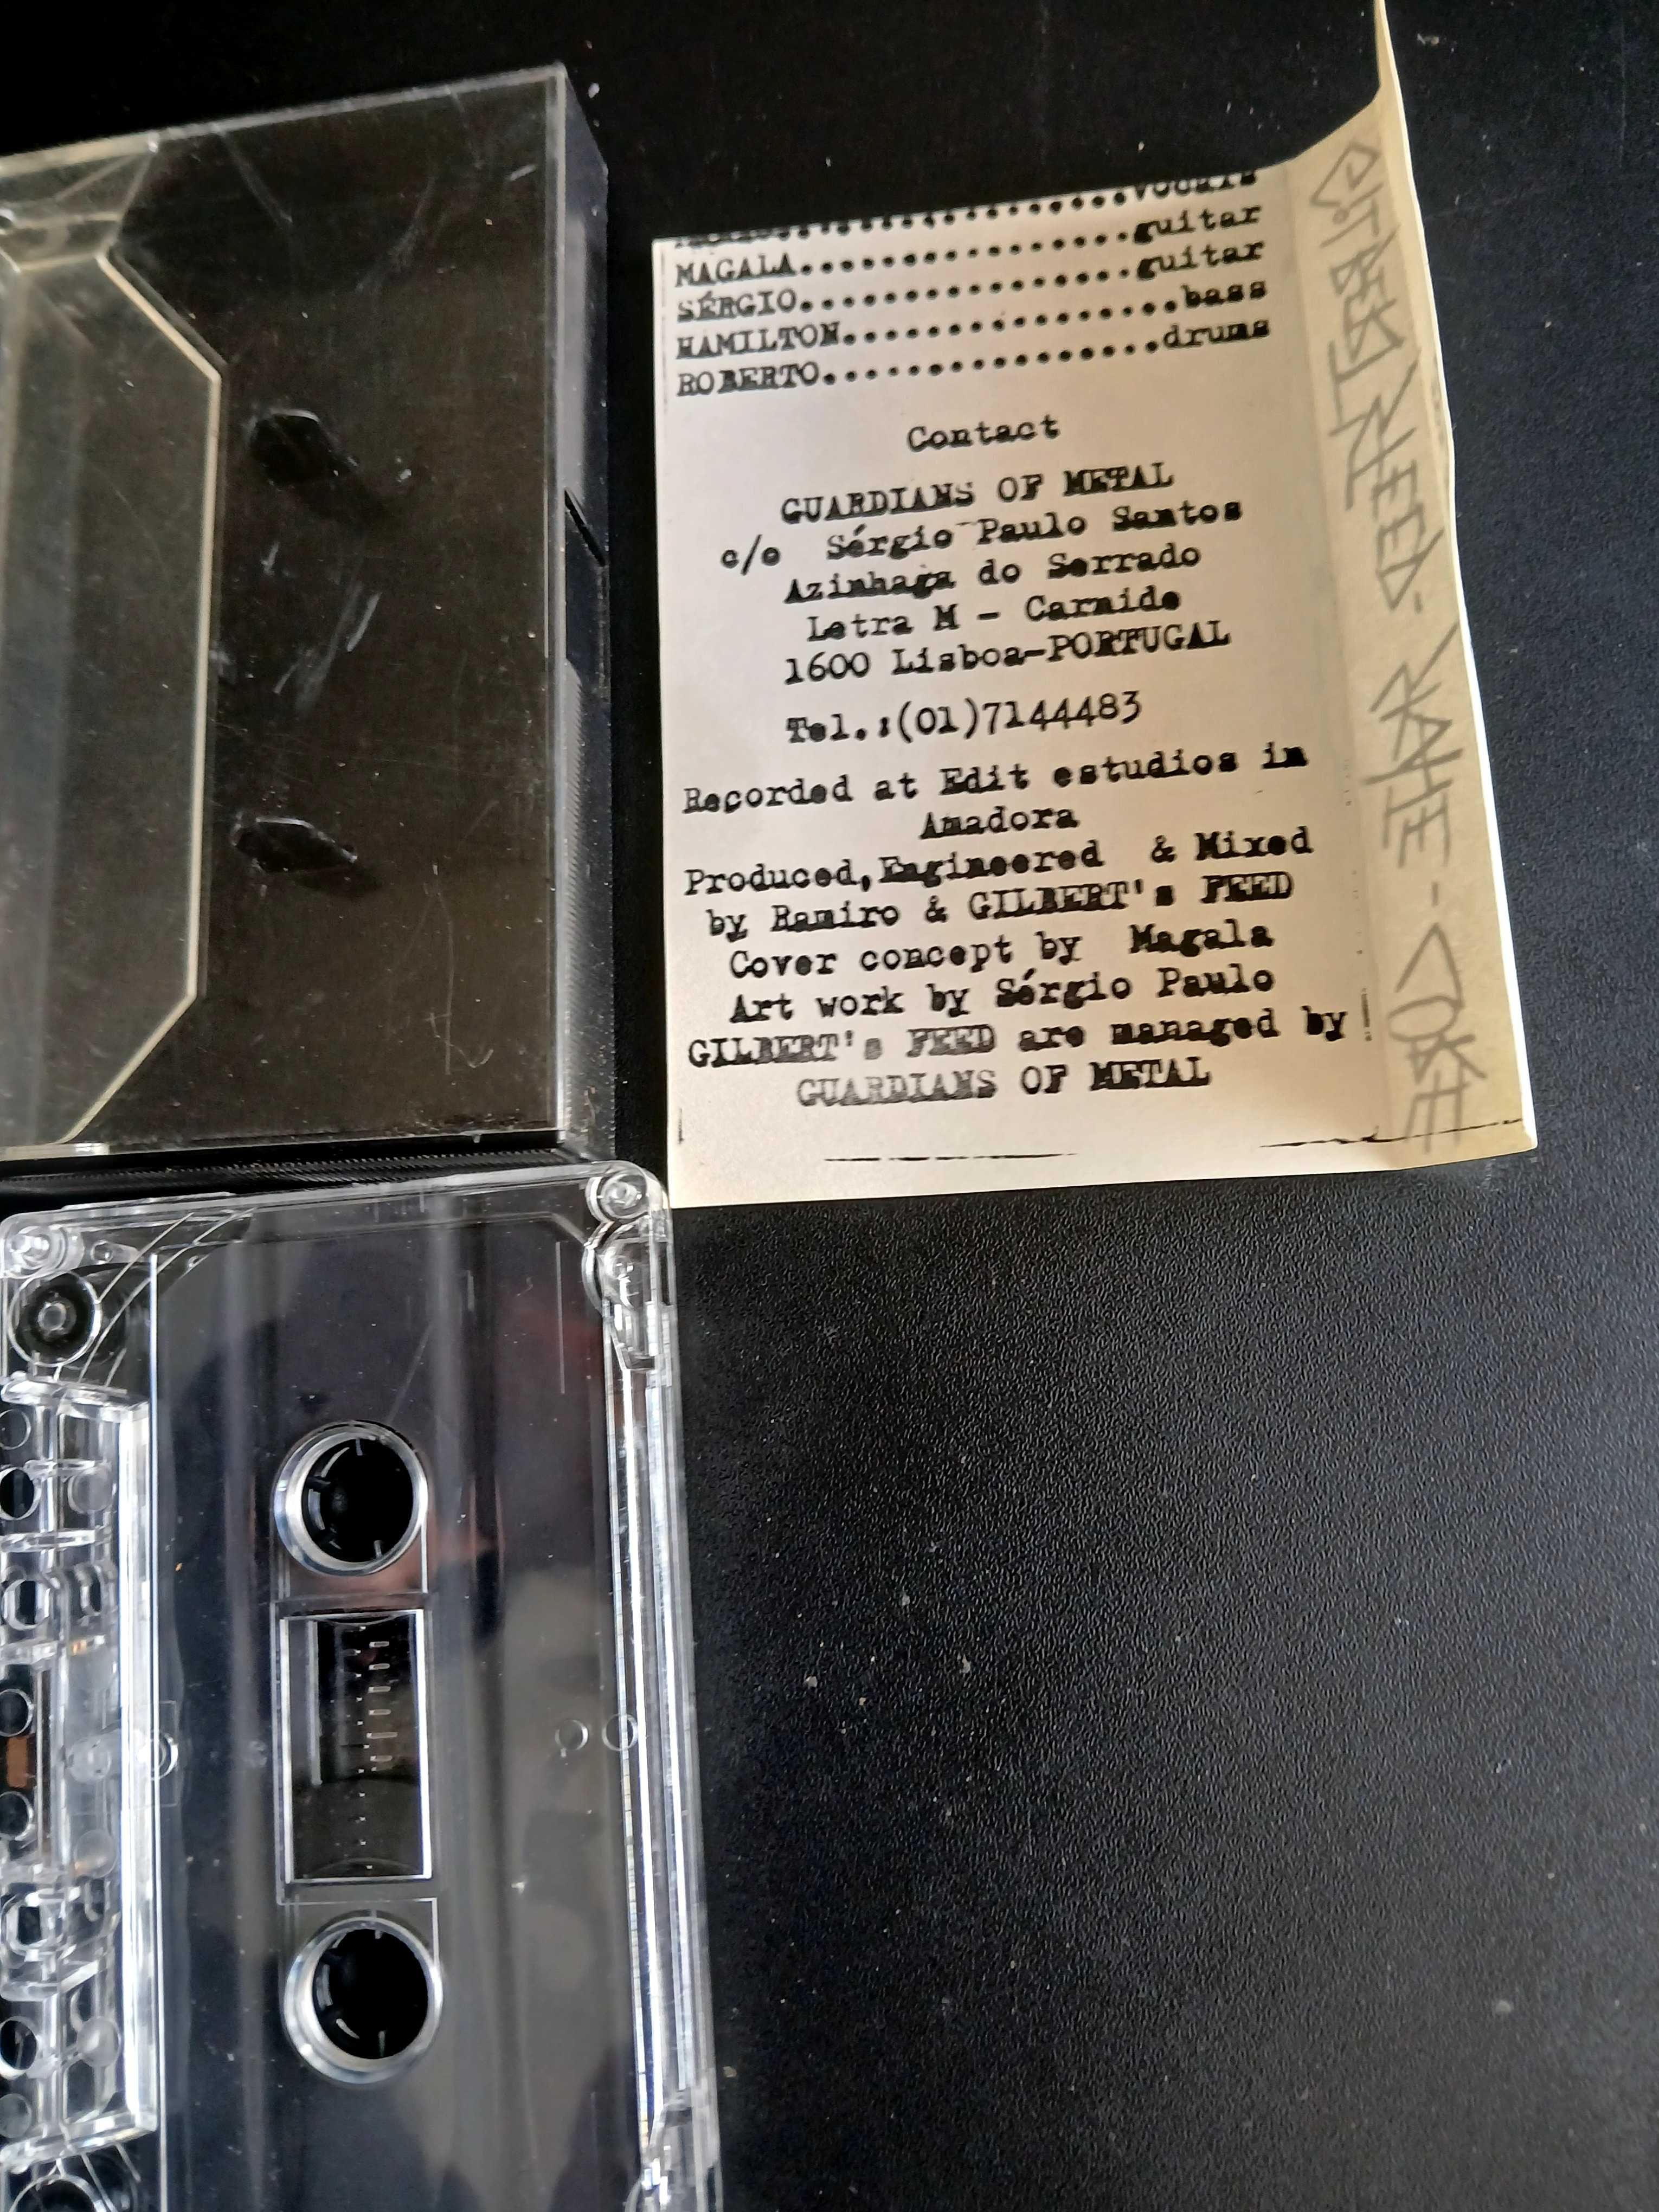 ................vocals
MAGALA................guitar
SÉRGIO................guitar
HAMILTON................bass
ROBERTO................drums
Contact
GUARDIANS OF METAL
c/o Sérgio Paulo Santos
Azinhaga do Serrado
Letra M - Carnide
1600 Lisboa-PORTUGAL
Tel.:(01)7144483
Recorded at Edit estudios in
Amadora
Produced,Engineered & Mixed
by Ramiro & GILBERT's FEED
Cover concept by Magala
Art work by Sérgio Paulo
GILBERT's FEED are managed by
GUARDIANS OF METAL